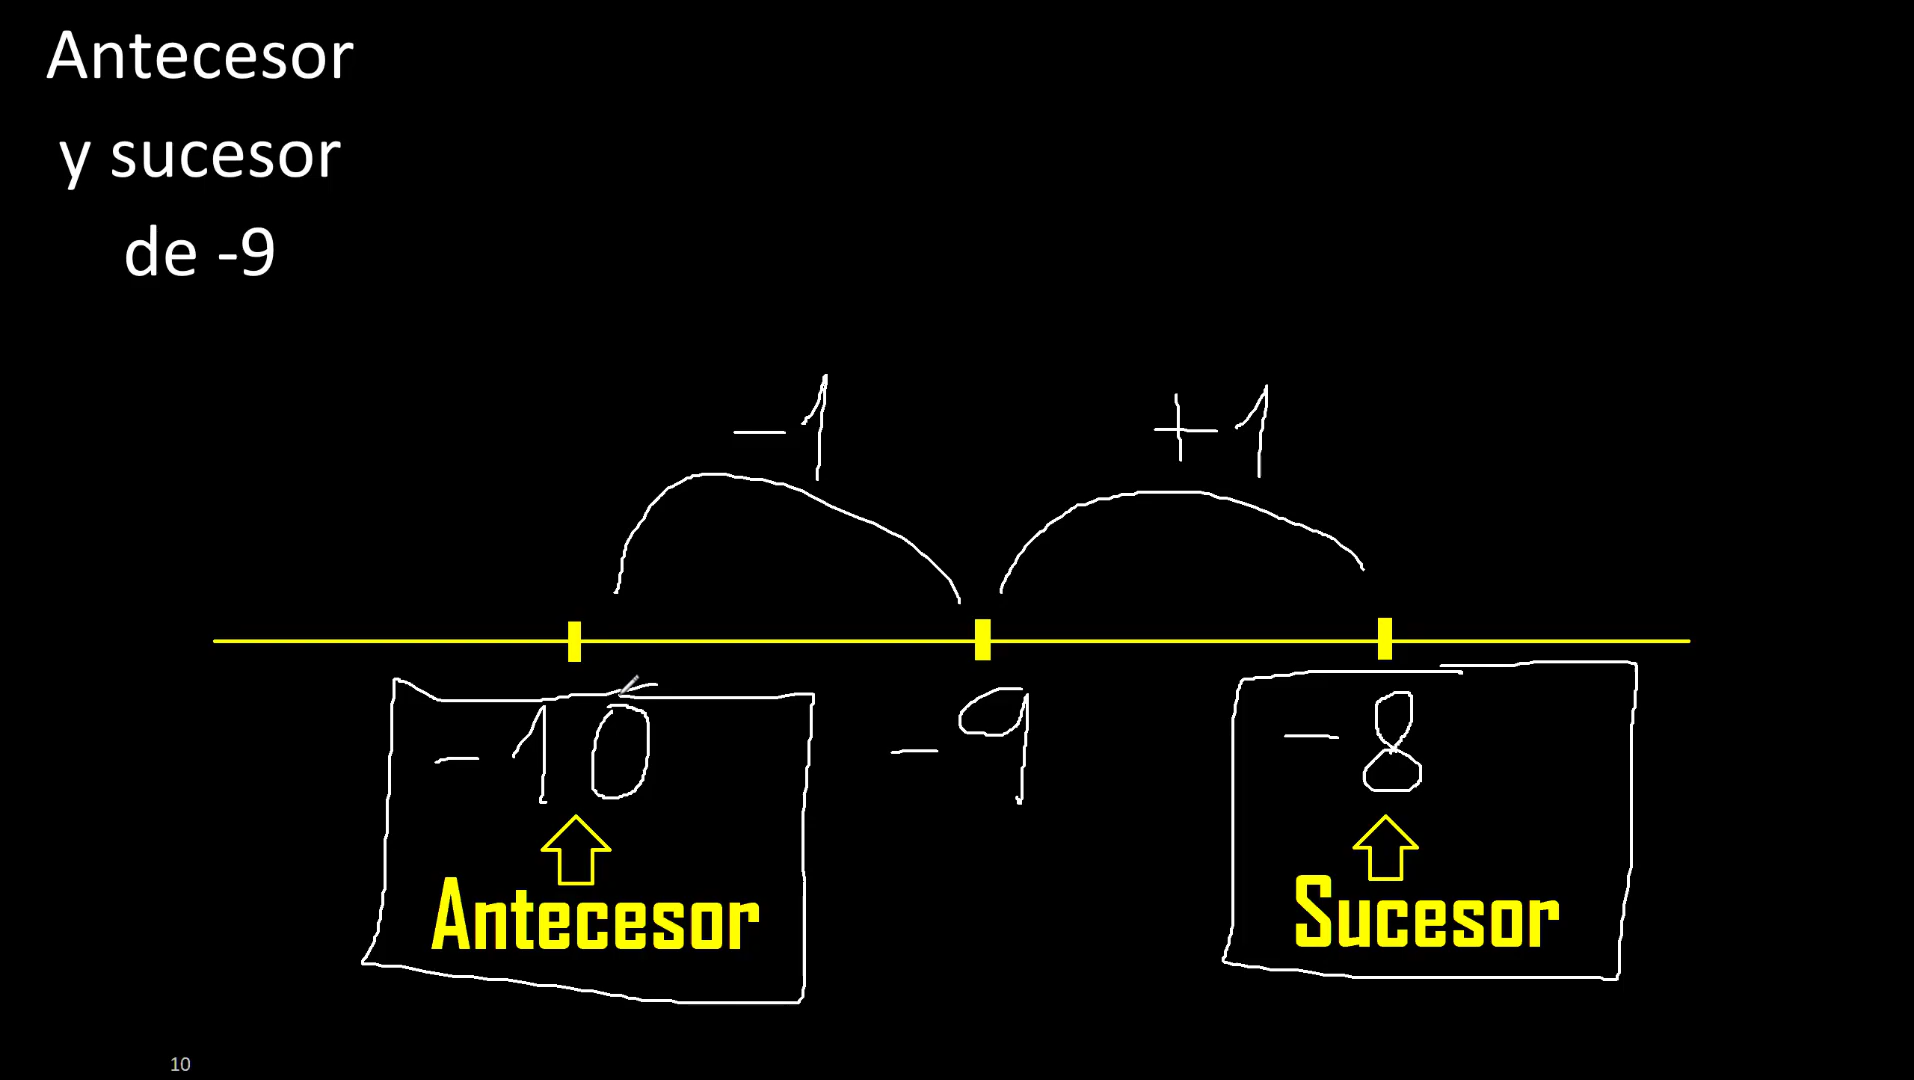 Antecesor
y sucesor
de -9
-1 +1
-10 -9 -8
Antecesor Sucesor
10